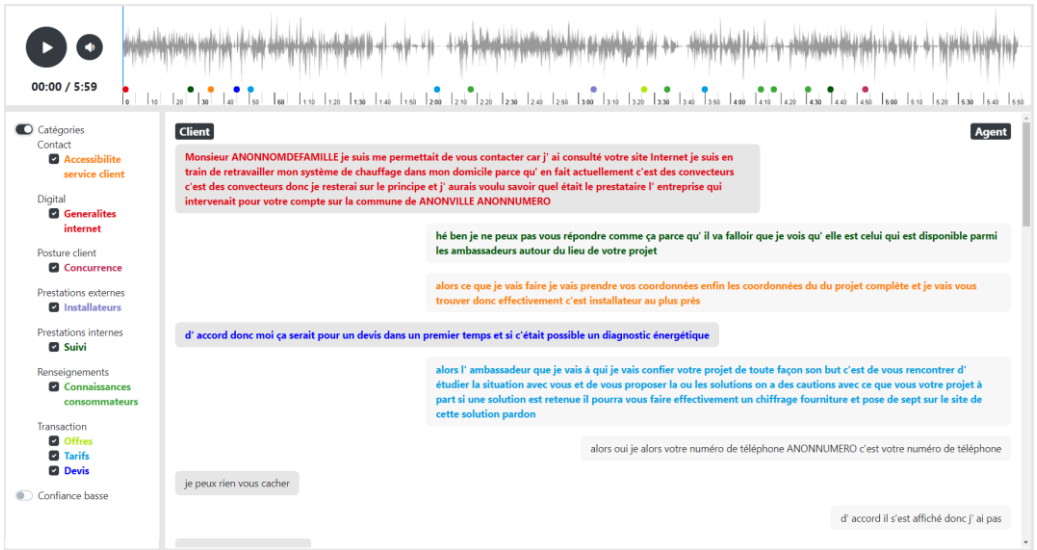 00:00 / 5:59
0 10 20 30 40 50 60 1:10 1:20 1:30 1:40 1:50 2:00 2:10 2:20 2:30 2:40 2:50 3:00 3:10 3:20 3:30 3:40 3:50 4:00 4:10 4:20 4:30 4:40 4:50 5:00 5:10 5:20 5:30 5:40 5:50
Catégories
Contact
Accessibilite
service client
Digital
Generalites
internet
Posture client
Concurrence
Prestations externes
Installateurs
Prestations internes
Suivi
Renseignements
Connaissances
consommateurs
Transaction
Offres
Tarifs
Devis
Confiance basse
Client
Agent
Monsieur ANONNOMDEFAMILLE je suis me permettait de vous contacter car j' ai consulté votre site Internet je suis en
train de retravailler mon système de chauffage dans mon domicile parce qu' en fait actuellement c'est des convecteurs
c'est des convecteurs donc je resterai sur le principe et j' aurais voulu savoir quel était le prestataire l' entreprise qui
intervenait pour votre compte sur la commune de ANONVILLE ANONNUMERO
hé ben je ne peux pas vous répondre comme ça parce qu' il va falloir que je vois qu' elle est celui qui est disponible parmi
les ambassadeurs autour du lieu de votre projet
alors ce que je vais faire je vais prendre vos coordonnées enfin les coordonnées du du projet complète et je vais vous
trouver donc effectivement c'est installateur au plus près
d' accord donc moi ça serait pour un devis dans un premier temps et si c'était possible un diagnostic énergétique
alors l' ambassadeur que je vais à qui je vais confier votre projet de toute façon son but c'est de vous rencontrer d'
étudier la situation avec vous et de vous proposer la ou les solutions on a des cautions avec ce que vous votre projet à
part si une solution est retenue il pourra vous faire effectivement un chiffrage fourniture et pose de sept sur le site de
cette solution pardon
alors oui je alors votre numéro de téléphone ANONNUMERO c'est votre numéro de téléphone
je peux rien vous cacher
d' accord il s'est affiché donc j' ai pas